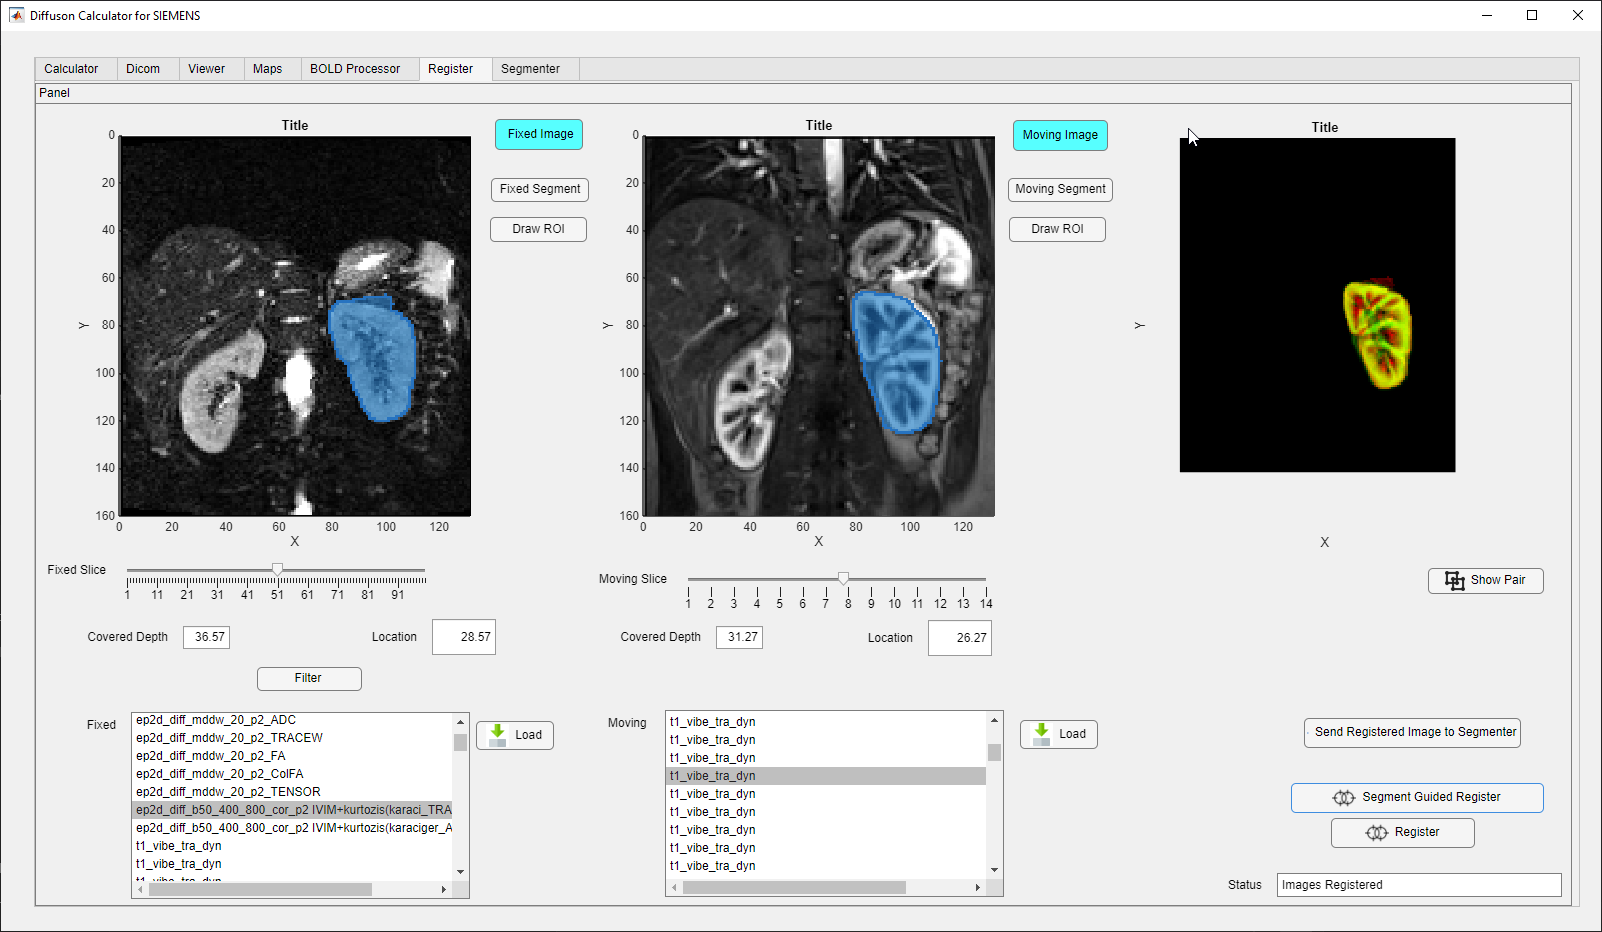 Diffuson Calculator for SIEMENS
Calculator Dicom Viewer Maps BOLD Processor Register Segmenter
Panel
Title
0
20
40
60
80
100
120
140
160
Y
0 20 40 60 80 100 120
X
Fixed Image
Fixed Segment
Draw ROI
Title
0
20
40
60
80
100
120
140
160
Y
0 20 40 60 80 100 120
X
Moving Image
Moving Segment
Draw ROI
Title
Y
X
Fixed Slice
1 11 21 31 41 51 61 71 81 91
Moving Slice
1 2 3 4 5 6 7 8 9 10 11 12 13 14
Show Pair
Covered Depth 36.57 Location 28.57
Covered Depth 31.27 Location 26.27
Filter
Fixed
ep2d_diff_mddw_20_p2_ADC
ep2d_diff_mddw_20_p2_TRACEW
ep2d_diff_mddw_20_p2_FA
ep2d_diff_mddw_20_p2_ColFA
ep2d_diff_mddw_20_p2_TENSOR
ep2d_diff_b50_400_800_cor_p2 IVIM+kurtozis(karaci_TRA
ep2d_diff_b50_400_800_cor_p2 IVIM+kurtozis(karaciger_A
t1_vibe_tra_dyn
t1_vibe_tra_dyn
t1_vibe_tra_dyn
Load
Moving
t1_vibe_tra_dyn
t1_vibe_tra_dyn
t1_vibe_tra_dyn
t1_vibe_tra_dyn
t1_vibe_tra_dyn
t1_vibe_tra_dyn
t1_vibe_tra_dyn
t1_vibe_tra_dyn
t1_vibe_tra_dyn
Load
Send Registered Image to Segmenter
Segment Guided Register
Register
Status Images Registered